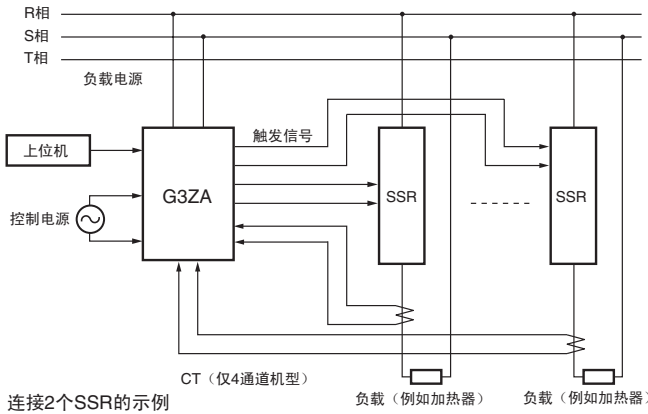 R相
S相
T相
负载电源
触发信号
上位机
G3ZA
SSR
SSR
控制电源
CT（仅4通道机型）
负载（例如加热器）
负载（例如加热器）
连接2个SSR的示例